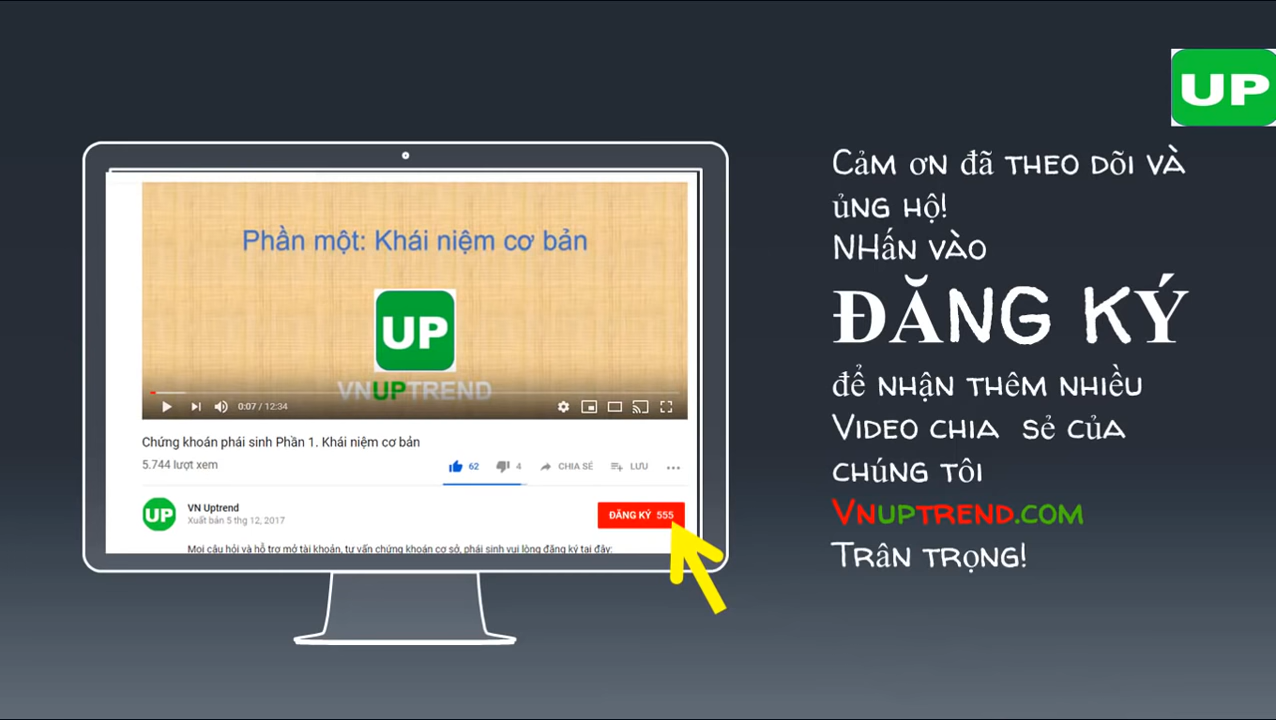 UP
Cảm ơn đã theo dõi và
ủng hộ!
NHấn vào
ĐĂNG KÝ
để nhận thêm nhiều
Video chia sẻ của
chúng tôi
Vnuptrend.com
Trân trọng!
Phần một: Khái niệm cơ bản
UP
VNUPTREND
0:07 / 12:34
Chứng khoán phái sinh Phần 1. Khái niệm cơ bản
5.744 lượt xem
62 4 CHIA SẺ LƯU
UP
VN Uptrend
Xuất bản 5 thg 12, 2017
ĐĂNG KÝ 555
Mọi câu hỏi và hỗ trợ mở tài khoản, tư vấn chứng khoán cơ sở, phái sinh vui lòng đăng ký tại đây: